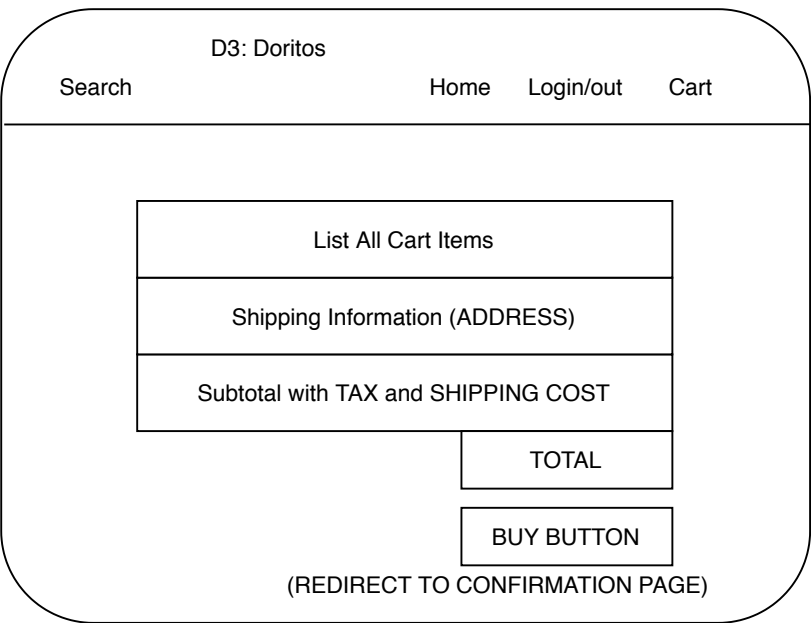 D3: Doritos
Search Home Login/out Cart
List All Cart Items
Shipping Information (ADDRESS)
Subtotal with TAX and SHIPPING COST
TOTAL
BUY BUTTON
(REDIRECT TO CONFIRMATION PAGE)